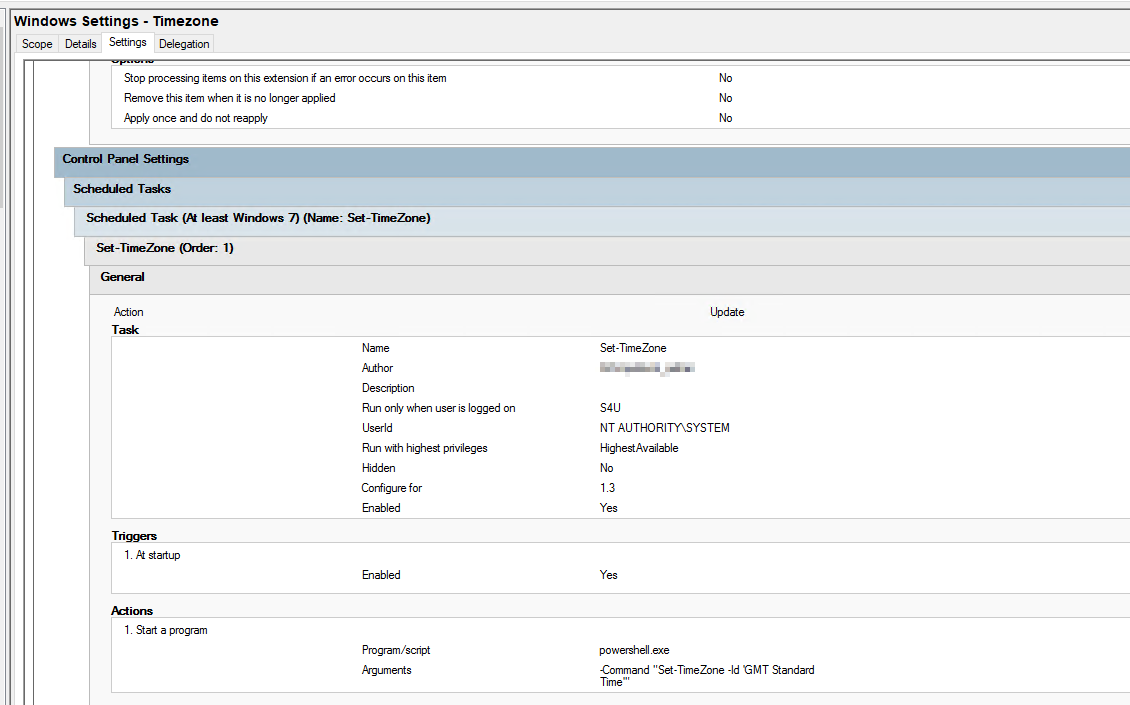 Windows Settings - Timezone
Scope Details Settings Delegation
Options
Stop processing items on this extension if an error occurs on this item No
Remove this item when it is no longer applied No
Apply once and do not reapply No
Control Panel Settings
Scheduled Tasks
Scheduled Task (At least Windows 7) (Name: Set-TimeZone)
Set-TimeZone (Order: 1)
General
Action Update
Task
Name Set-TimeZone
Author
Description
Run only when user is logged on S4U
UserId NT AUTHORITY\SYSTEM
Run with highest privileges HighestAvailable
Hidden No
Configure for 1.3
Enabled Yes
Triggers
1. At startup
Enabled Yes
Actions
1. Start a program
Program/script powershell.exe
Arguments -Command "Set-TimeZone -Id 'GMT Standard
Time'"